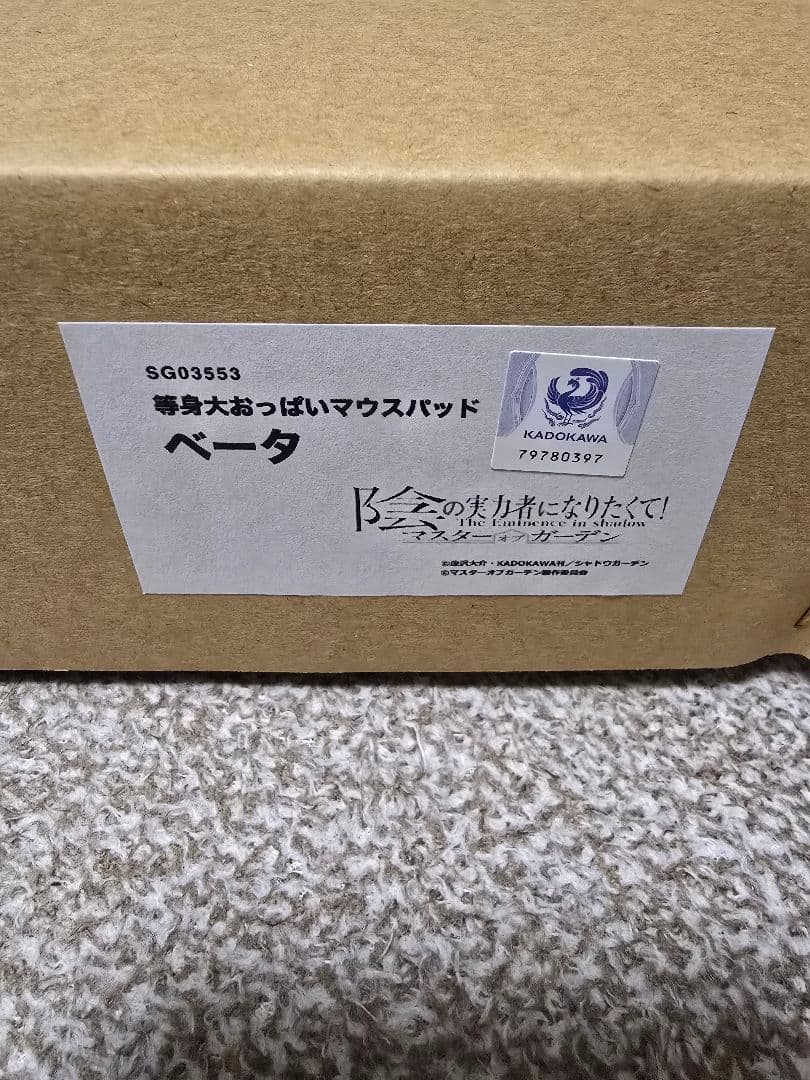 SG03553
等身大おっぱいマウスパッド
ベータ
KADOKAWA
79780397
陰の実力者になりたくて!
The Eminence in shadow
マスターオブガーデン
©逢沢大介・KADOKAWA刊/シャドウガーデン
©マスターオブガーデン製作委員会